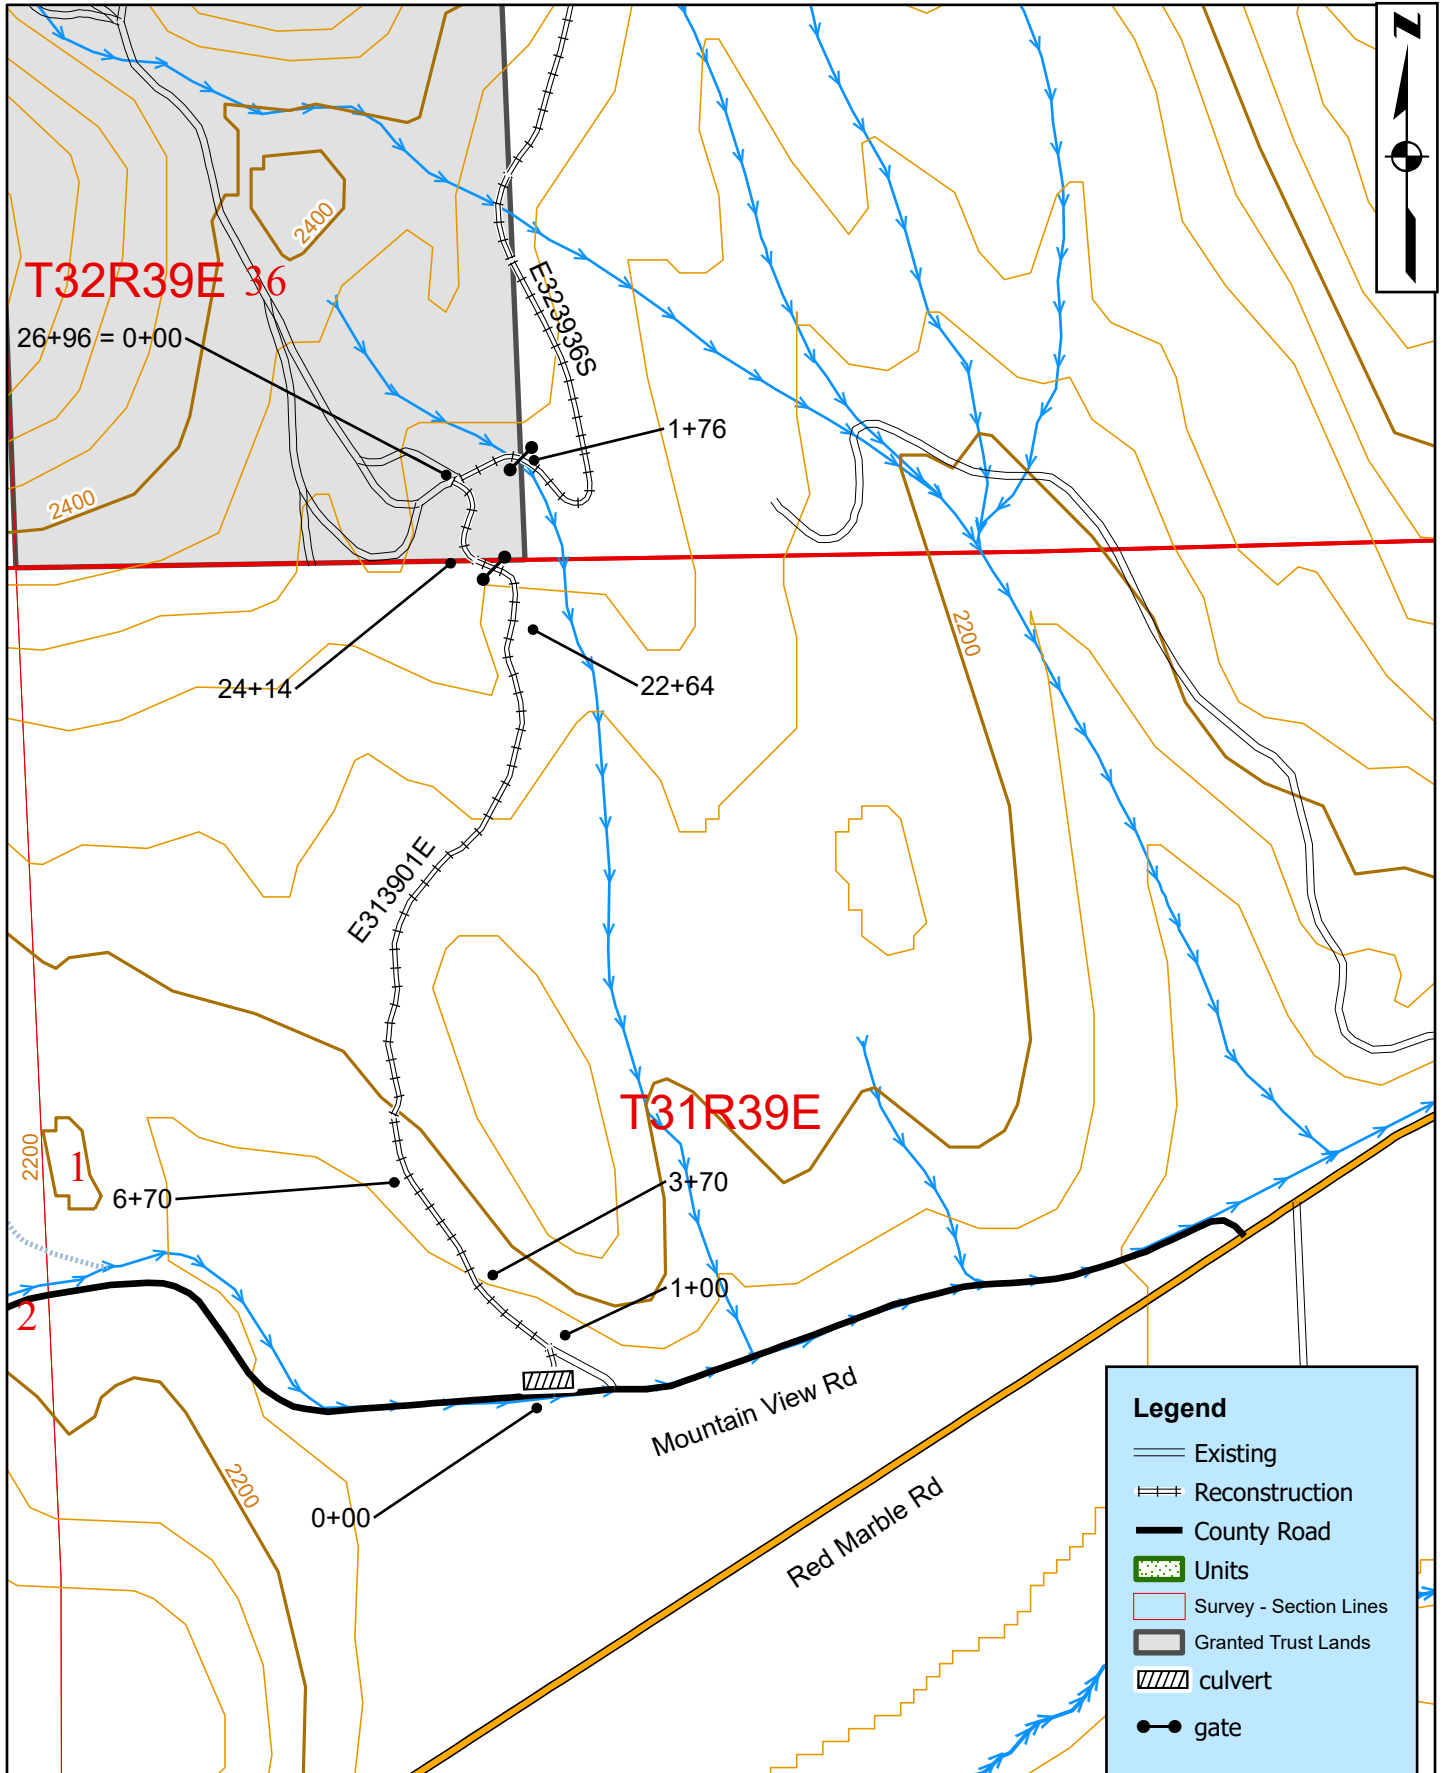 N
2400
T32R39E 36
26+96 = 0+00
E323936S
1+76
2400
24+14
22+64
2200
E313901E
T31R39E
2200
1
6+70
3+70
1+00
2
0+00
2200
Mountain View Rd
Red Marble Rd
Legend
Existing
Reconstruction
County Road
Units
Survey - Section Lines
Granted Trust Lands
culvert
gate